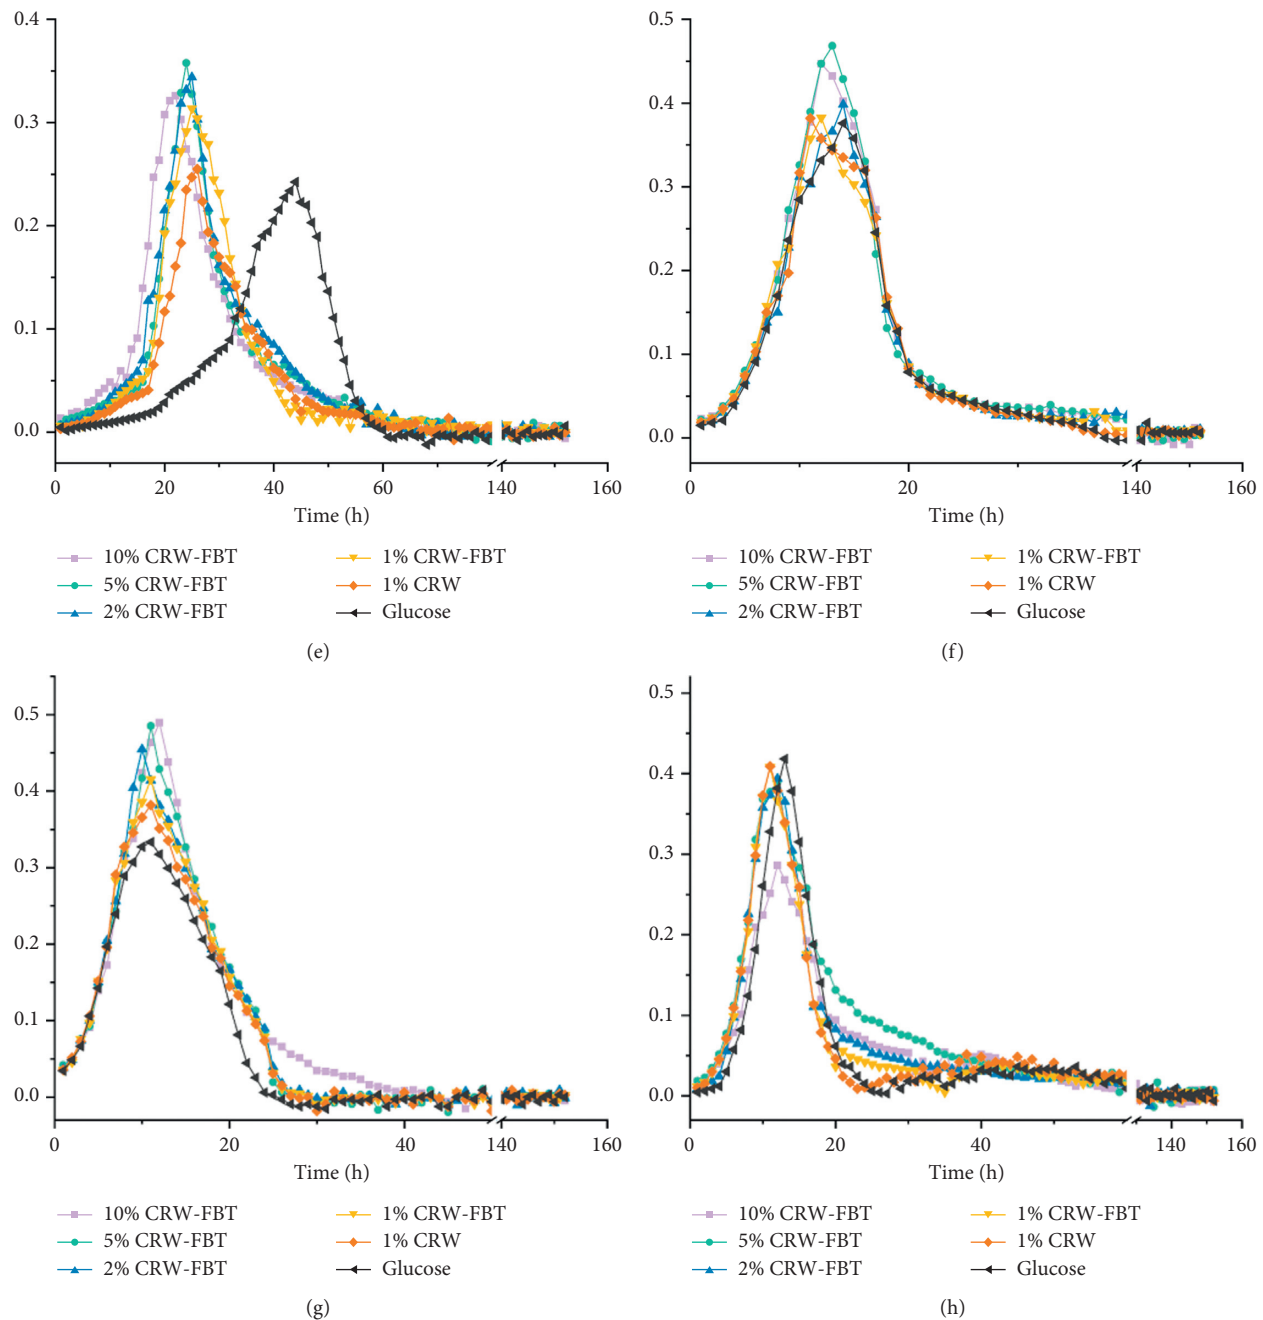 0.4
0.3
0.2
0.1
0.0
0 20 40 60 140 160
Time (h)
10% CRW-FBT 1% CRW-FBT
5% CRW-FBT 1% CRW
2% CRW-FBT Glucose
(e)
0.5
0.4
0.3
0.2
0.1
0.0
0 20 140 160
Time (h)
10% CRW-FBT 1% CRW-FBT
5% CRW-FBT 1% CRW
2% CRW-FBT Glucose
(f)
0.5
0.4
0.3
0.2
0.1
0.0
0 20 40 140 160
Time (h)
10% CRW-FBT 1% CRW-FBT
5% CRW-FBT 1% CRW
2% CRW-FBT Glucose
(g)
0.5
0.4
0.3
0.2
0.1
0.0
0 20 40 140 160
Time (h)
10% CRW-FBT 1% CRW-FBT
5% CRW-FBT 1% CRW
2% CRW-FBT Glucose
(h)